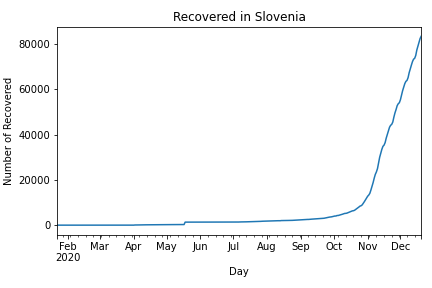 Recovered in Slovenia
Number of Recovered
80000
60000
40000
20000
0
Feb Mar Apr May Jun Jul Aug Sep Oct Nov Dec
2020
Day